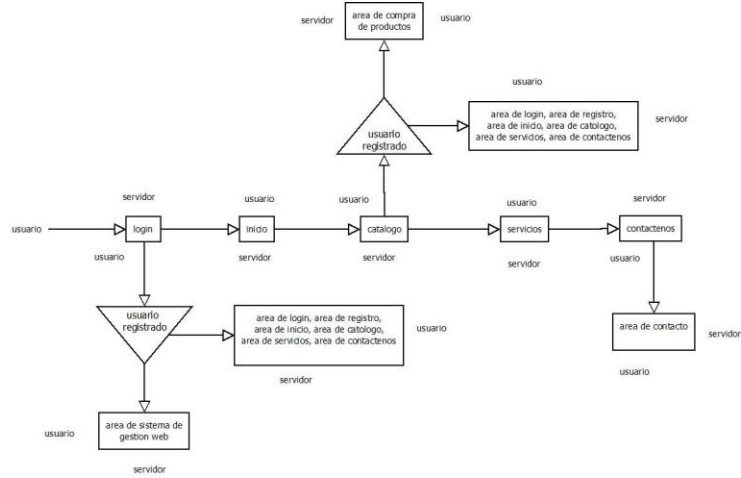 servidor
area de compra
de productos
usuario
usuario
area de login, area de registro,
area de inicio, area de catologo,
area de servicios, area de contactenos
servidor
usuario
registrado
servidor
usuario
usuario
usuario
servidor
usuario
login
inicio
catalogo
servicios
contactenos
usuario
servidor
servidor
servidor
usuario
usuario
registrado
area de login, area de registro,
area de inicio, area de catologo,
area de servicios, area de contactenos
usuario
area de contacto
servidor
servidor
usuario
usuario
area de sistema de
gestion web
servidor